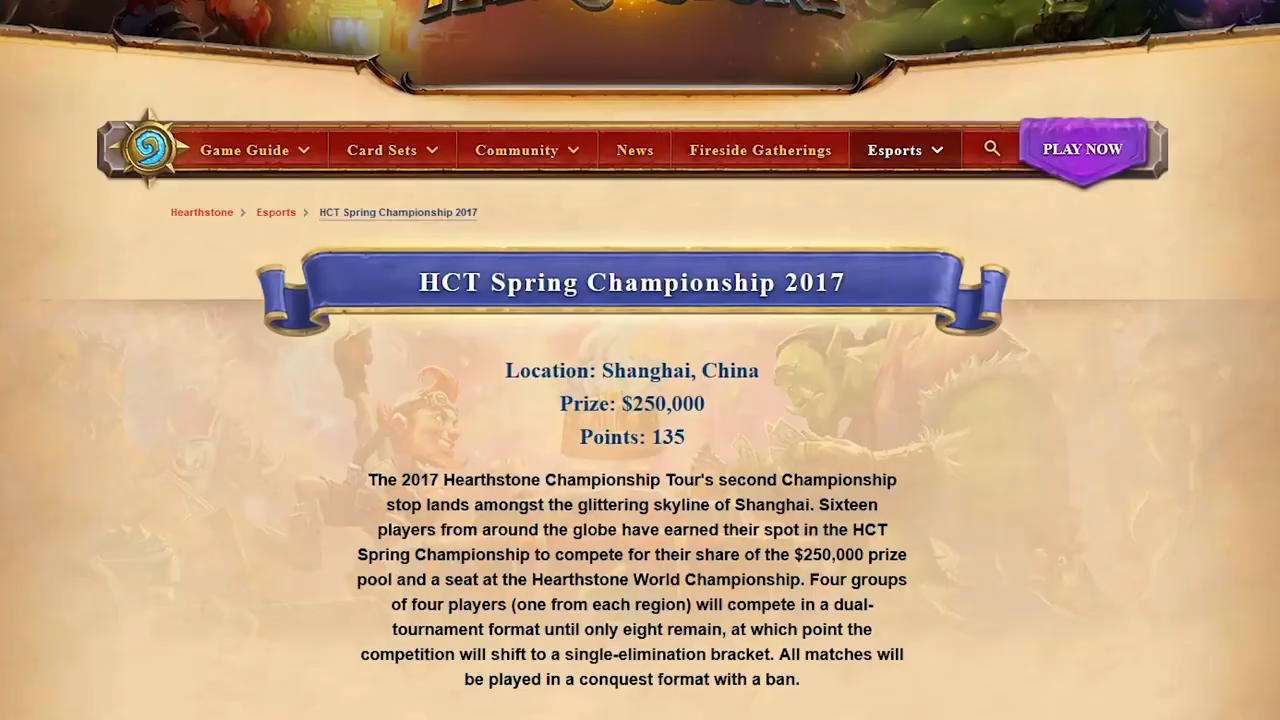 Game Guide Card Sets Community News Fireside Gatherings Esports PLAY NOW
Hearthstone > Esports > HCT Spring Championship 2017
HCT Spring Championship 2017
Location: Shanghai, China
Prize: $250,000
Points: 135
The 2017 Hearthstone Championship Tour's second Championship
stop lands amongst the glittering skyline of Shanghai. Sixteen
players from around the globe have earned their spot in the HCT
Spring Championship to compete for their share of the $250,000 prize
pool and a seat at the Hearthstone World Championship. Four groups
of four players (one from each region) will compete in a dual-
tournament format until only eight remain, at which point the
competition will shift to a single-elimination bracket. All matches will
be played in a conquest format with a ban.